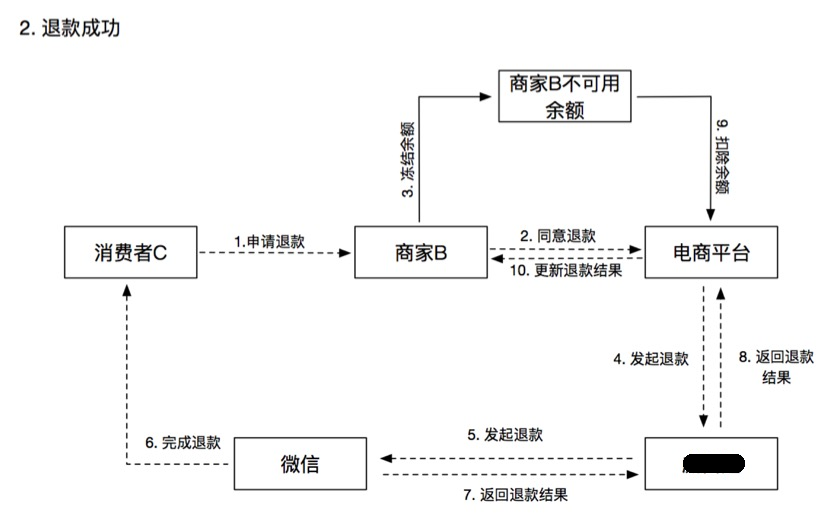 2. 退款成功
商家B不可用
余额
3. 冻结余额
9. 扣除余额
消费者C
1.申请退款
商家B
2. 同意退款
10. 更新退款结果
电商平台
4. 发起退款
8. 返回退款
结果
6. 完成退款
微信
5. 发起退款
7. 返回退款结果